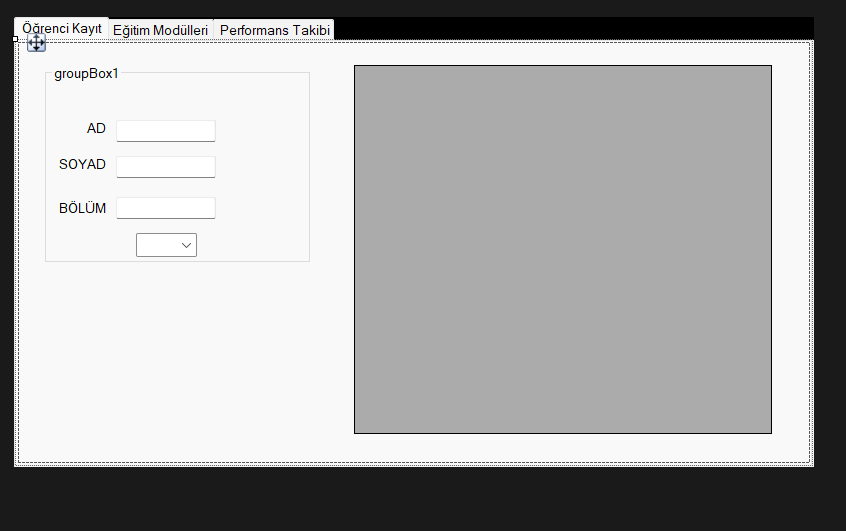 Öğrenci Kayıt Eğitim Modülleri Performans Takibi
groupBox1
AD
SOYAD
BÖLÜM